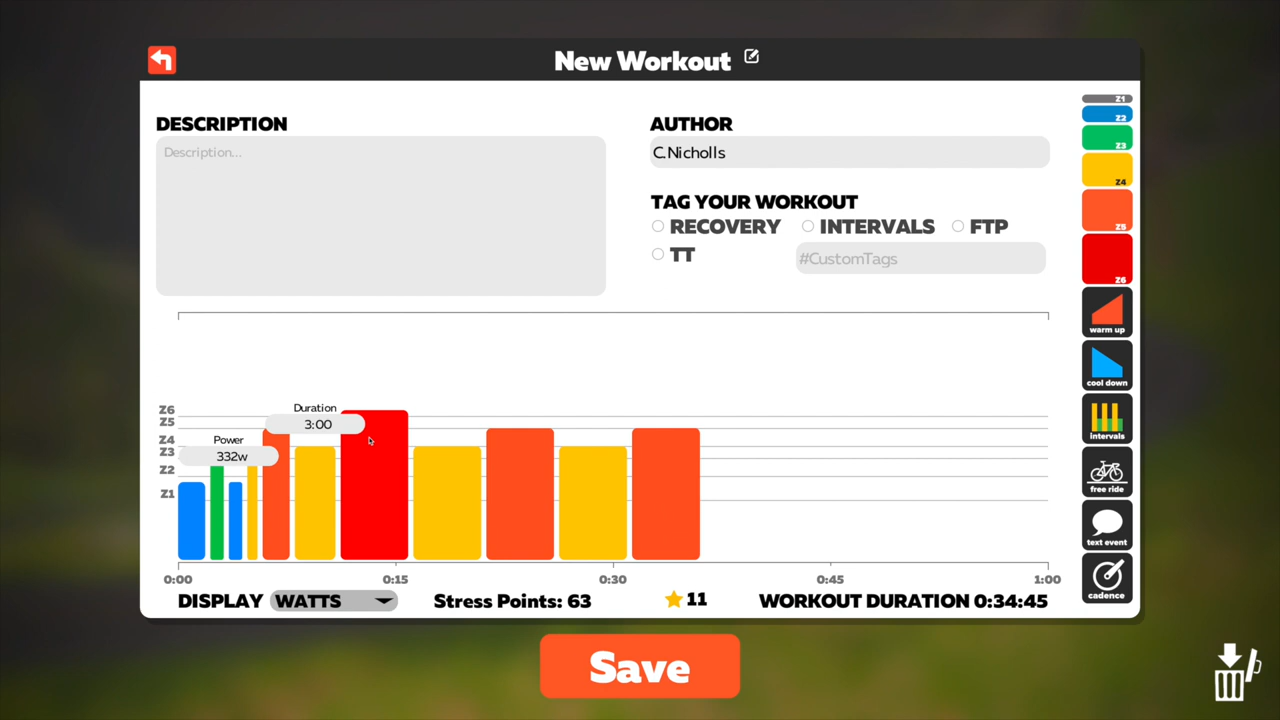 New Workout
DESCRIPTION
Description...
AUTHOR
C.Nicholls
TAG YOUR WORKOUT
RECOVERY INTERVALS FTP
TT #CustomTags
Z1
Z2
Z3
Z4
Z5
Z6
warm up
cool down
intervals
free ride
text event
cadence
Duration
3:00
Power
332w
Z6
Z5
Z4
Z3
Z2
Z1
0:00 0:15 0:30 0:45 1:00
DISPLAY WATTS Stress Points: 63 11 WORKOUT DURATION 0:34:45
Save